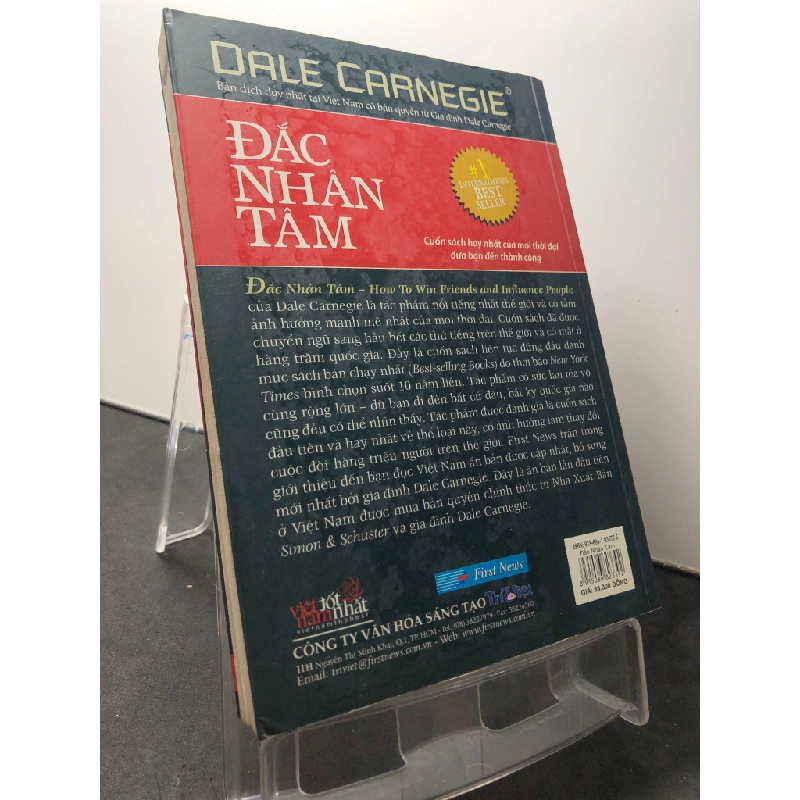 DALE CARNEGIE®
Bản dịch duy nhất tại Việt Nam có bản quyền từ Gia đình Dale Carnegie
ĐẮC
NHÂN
TÂM
#1
INTERNATIONAL
BEST
SELLER
Cuốn sách hay nhất của mọi thời đại
đưa bạn đến thành công
Đắc Nhân Tâm – How To Win Friends and Influence People
của Dale Carnegie là tác phẩm nổi tiếng nhất thế giới và có tầm
ảnh hưởng mạnh mẽ nhất của mọi thời đại. Cuốn sách đã được
chuyển ngữ sang hầu hết các thứ tiếng trên thế giới và có mặt ở
hàng trăm quốc gia. Đây là cuốn sách liên tục đứng đầu danh
mục sách bán chạy nhất (Best-selling Books) do thời báo New York
Times bình chọn suốt 10 năm liền. Tác phẩm có sức lan tỏa vô
cùng rộng lớn – dù bạn đi đến bất cứ đâu, bất kỳ quốc gia nào
cũng đều có thể nhìn thấy. Tác phẩm được đánh giá là cuốn sách
đầu tiên và hay nhất về thể loại này, có ảnh hưởng làm thay đổi
cuộc đời hàng triệu người trên thế giới. First News trân trọng
giới thiệu đến bạn đọc Việt Nam ấn bản được cập nhật, bổ sung
mới nhất bởi gia đình Dale Carnegie. Đây là ấn bản lần đầu tiên
ở Việt Nam được mua bản quyền chính thức từ Nhà Xuất Bản
Simon & Schuster và gia đình Dale Carnegie.
First News
Trí Việt
việt nam tốt nhất
vietnamthebest
CÔNG TY VĂN HÓA SÁNG TẠO
11H Nguyễn Thị Minh Khai, Q.1, TP. HCM - Tel: (08)
Email: triviet@firstnews.com.vn - Web: www.firstnews.com.vn
Đắc Nhân Tâm